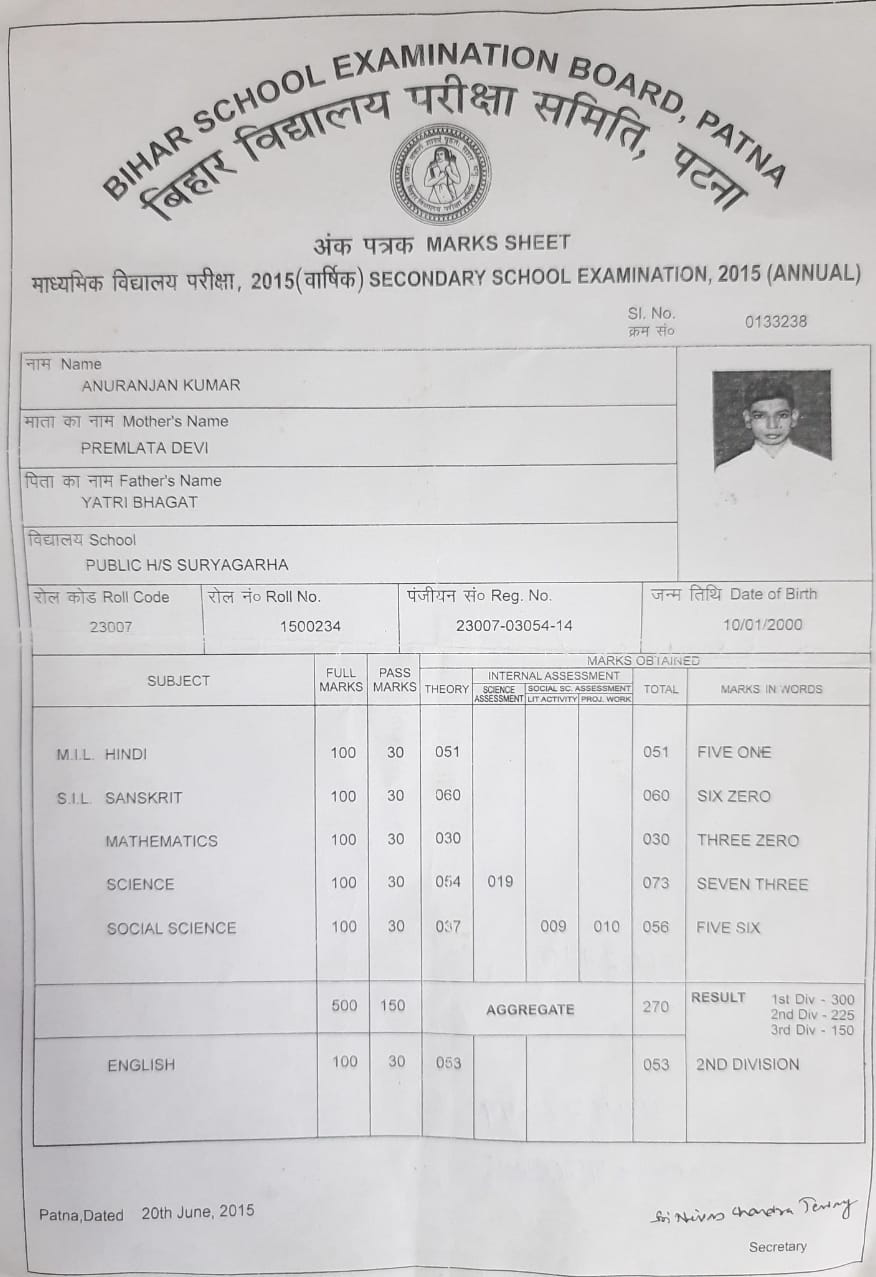 BIHAR SCHOOL EXAMINATION BOARD, PATNA
बिहार विद्यालय परीक्षा समिति, पटना
अंक पत्रक MARKS SHEET
माध्यमिक विद्यालय परीक्षा, 2015(वार्षिक) SECONDARY SCHOOL EXAMINATION, 2015 (ANNUAL)
Sl. No.
क्रम सं० 0133238
नाम Name
ANURANJAN KUMAR
माता का नाम Mother's Name
PREMLATA DEVI
पिता का नाम Father's Name
YATRI BHAGAT
विद्यालय School
PUBLIC H/S SURYAGARHA
रोल कोड Roll Code रोल नं० Roll No. पंजीयन सं० Reg. No. जन्म तिथि Date of Birth
23007 1500234 23007-03054-14 10/01/2000
MARKS OBTAINED
SUBJECT FULL MARKS PASS MARKS THEORY INTERNAL ASSESSMENT TOTAL MARKS IN WORDS
SCIENCE ASSESSMENT SOCIAL SC. ASSESSMENT
LIT ACTIVITY PROJ. WORK
M.I.L. HINDI 100 30 051 051 FIVE ONE
S.I.L. SANSKRIT 100 30 060 060 SIX ZERO
MATHEMATICS 100 30 030 030 THREE ZERO
SCIENCE 100 30 054 019 073 SEVEN THREE
SOCIAL SCIENCE 100 30 037 009 010 056 FIVE SIX
500 150 AGGREGATE 270 RESULT 1st Div - 300
2nd Div - 225
3rd Div - 150
ENGLISH 100 30 053 053 2ND DIVISION
Patna,Dated 20th June, 2015
Secretary